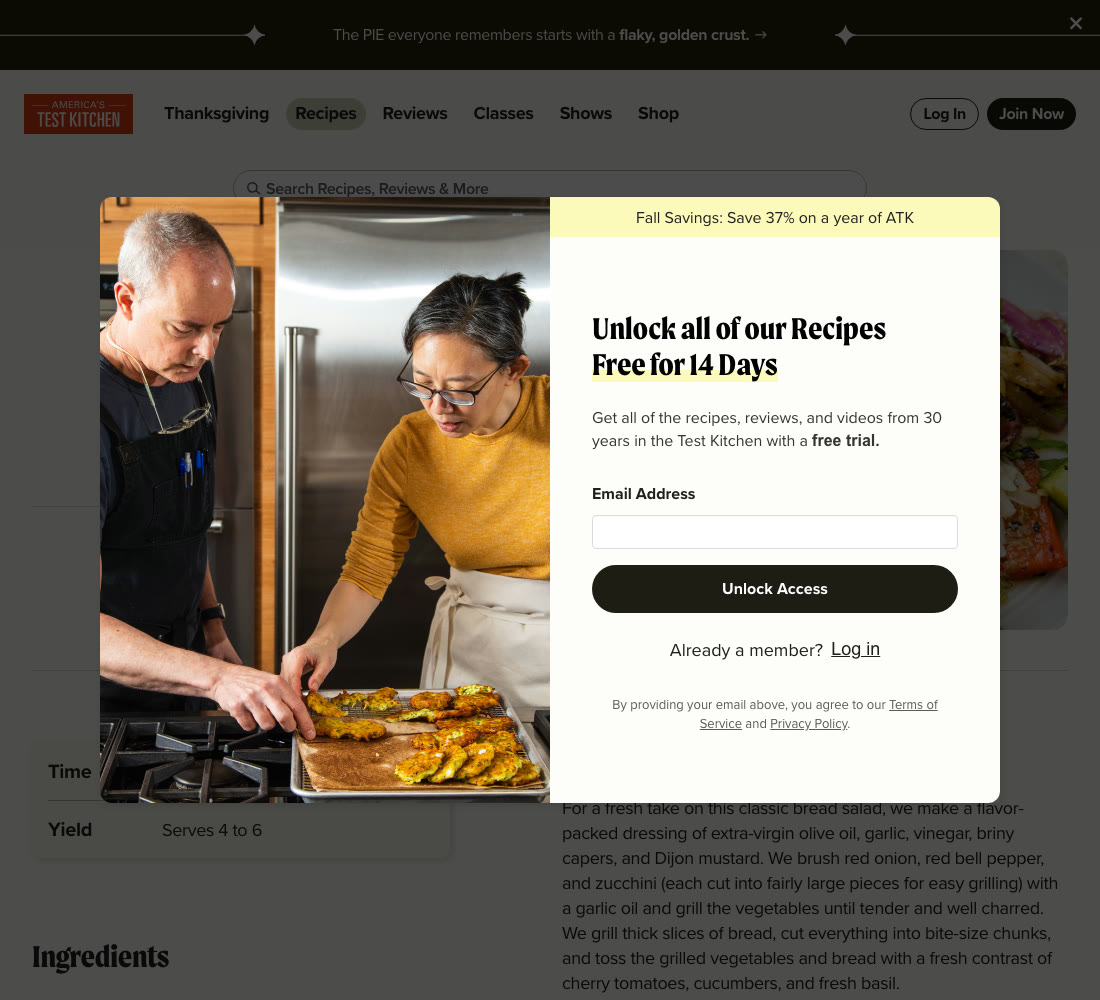 The PIE everyone remembers starts with a flaky, golden crust. →
AMERICA'S
TEST KITCHEN
Thanksgiving Recipes Reviews Classes Shows Shop
Log In Join Now
Search Recipes, Reviews & More
Fall Savings: Save 37% on a year of ATK
Unlock all of our Recipes
Free for 14 Days
Get all of the recipes, reviews, and videos from 30
years in the Test Kitchen with a free trial.
Email Address
Unlock Access
Already a member? Log in
By providing your email above, you agree to our Terms of
Service and Privacy Policy.
Time
Yield Serves 4 to 6
Ingredients
For a fresh take on this classic bread salad, we make a flavor-
packed dressing of extra-virgin olive oil, garlic, vinegar, briny
capers, and Dijon mustard. We brush red onion, red bell pepper,
and zucchini (each cut into fairly large pieces for easy grilling) with
a garlic oil and grill the vegetables until tender and well charred.
We grill thick slices of bread, cut everything into bite-size chunks,
and toss the grilled vegetables and bread with a fresh contrast of
cherry tomatoes, cucumbers, and fresh basil.